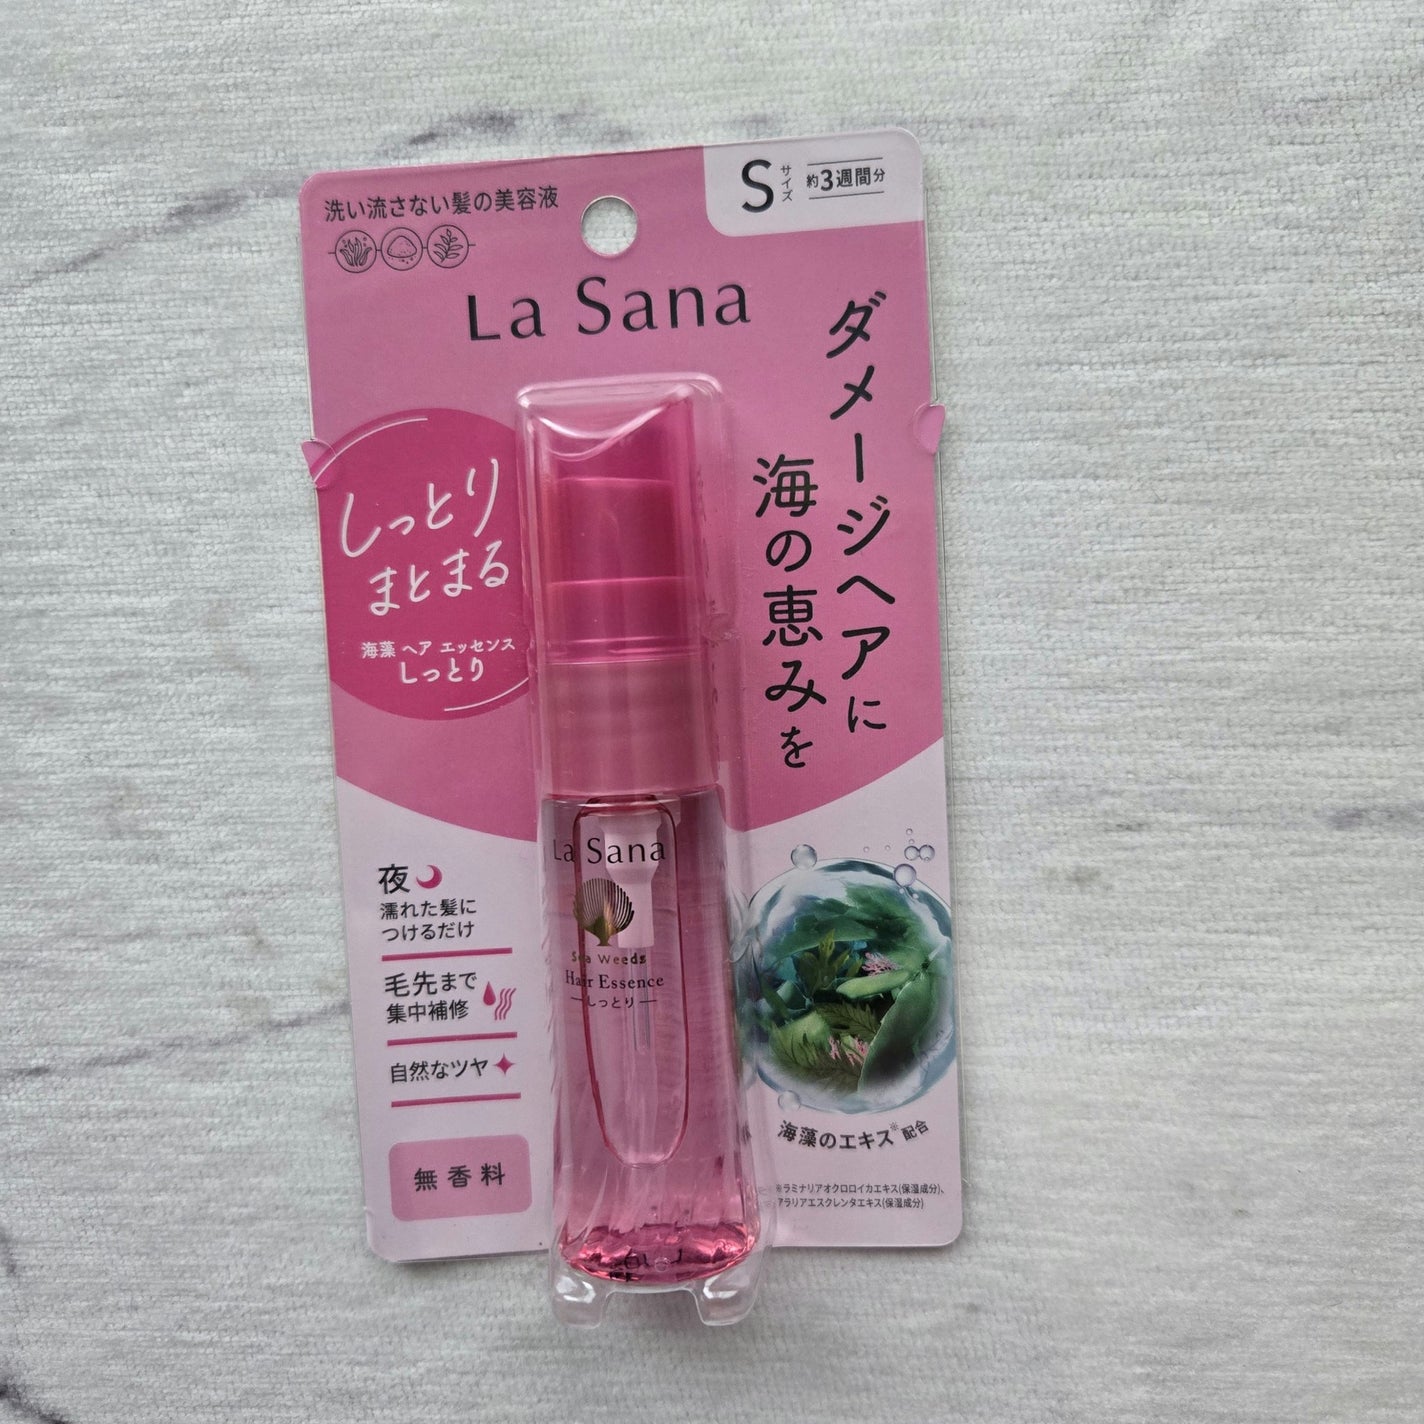 洗い流さない髪の美容液
Sサイズ 約3週間分
La Sana
ダメージヘアに
海の恵みを
しっとり
まとまる
海藻 ヘア エッセンス
しっとり
夜
濡れた髪に
つけるだけ
毛先まで
集中補修
自然なツヤ
無香料
La Sana
Sea Weeds
Hair Essence
しっとり
海藻のエキス※配合
※ラミナリアオクロロイカエキス(保湿成分)、
アラリアエスクレンタエキス(保湿成分)